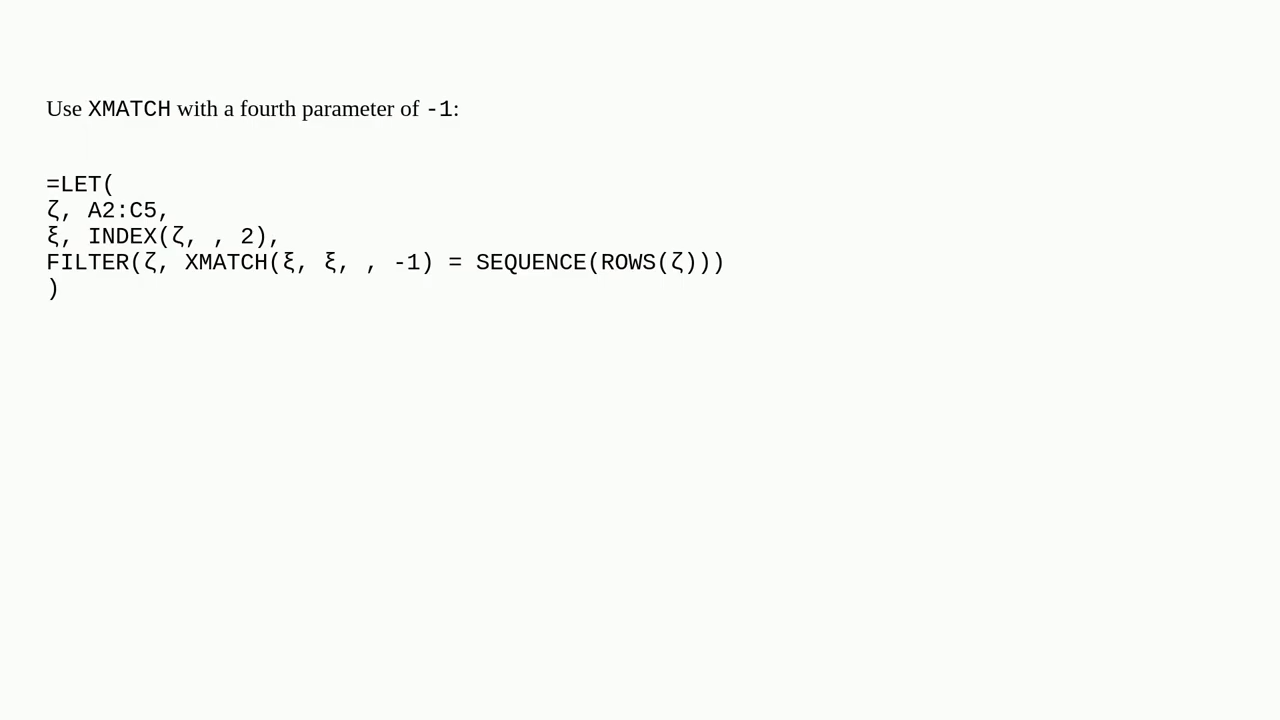 Use XMATCH with a fourth parameter of -1:
=LET(
ζ, A2:C5,
ξ, INDEX(ζ, , 2),
FILTER(ζ, XMATCH(ξ, ξ, , -1) = SEQUENCE(ROWS(ζ)))
)